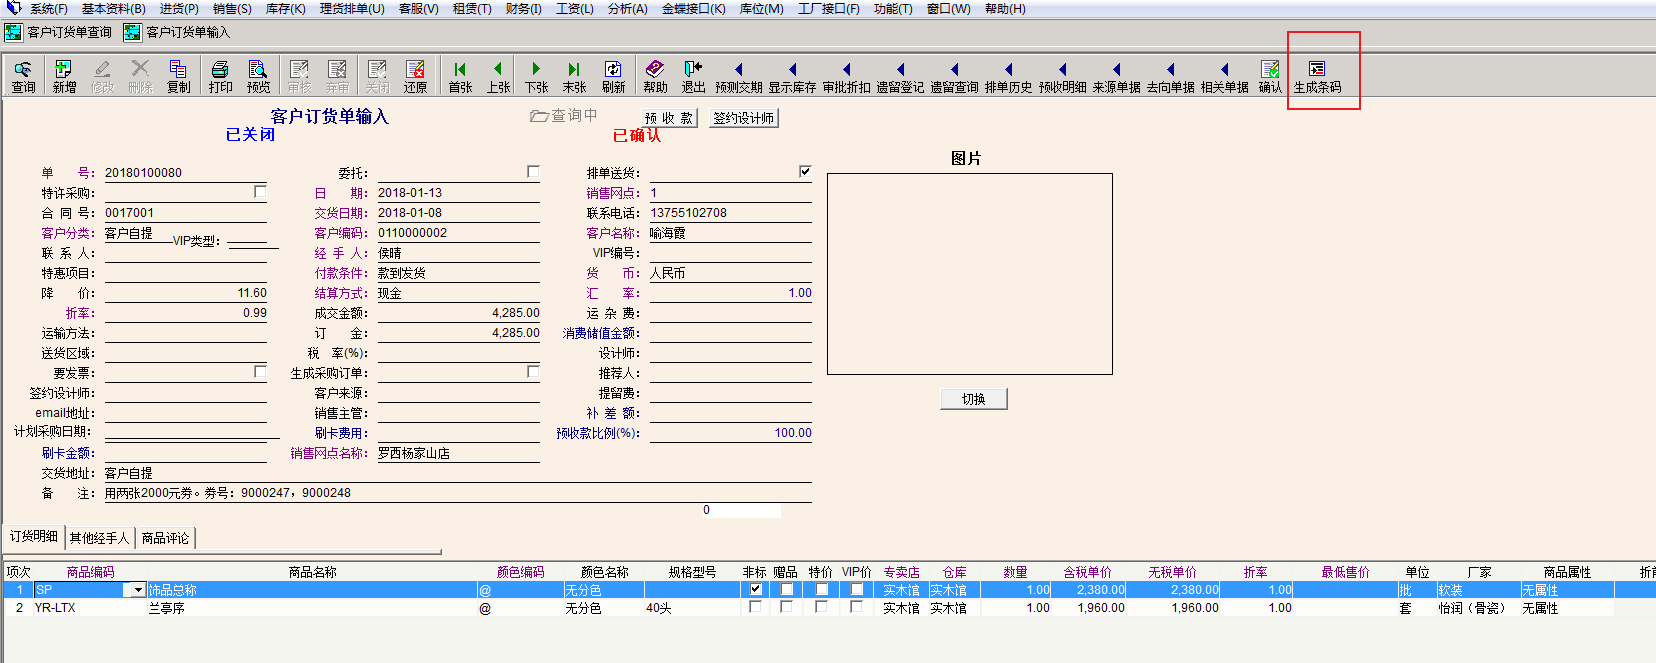 系统(F) 基本资料(B) 进货(P) 销售(S) 库存(K) 理货排单(U) 客服(V) 租赁(T) 财务(I) 工资(L) 分析(A) 金蝶接口(K) 库位(M) 工厂接口(F) 功能(T) 窗口(W) 帮助(H)
客户订货单查询 客户订货单输入
查询 新增 修改 删除 复制 打印 预览 审核 弃审 关闭 还原 首张 上张 下张 末张 刷新 帮助 退出 预测交期 显示库存 审批折扣 遗留登记 遗留查询 排单历史 预收明细 来源单据 去向单据 相关单据 确认 生成条码
客户订货单输入 查询中 预 收 款 签约设计师
已关闭 已确认
图片
单 号: 20180100080 委托: 排单送货:
特许采购: 日 期: 2018-01-13 销售网点: 1
合 同 号: 0017001 交货日期: 2018-01-08 联系电话: 13755102708
客户分类: 客户自提 VIP类型: 客户编码: 0110000002 客户名称: 喻海霞
联 系 人: 经 手 人: 侯晴 VIP编号:
特惠项目: 付款条件: 款到发货 货 币: 人民币
降 价: 11.60 结算方式: 现金 汇 率: 1.00
折率: 0.99 成交金额: 4,285.00 运 杂 费:
运输方法: 订 金: 4,285.00 消费储值金额:
送货区域: 税 率(%): 设计师:
要发票: 生成采购订单: 推荐人:
签约设计师: 客户来源: 提留费:
切换
email地址: 销售主管: 补 差 额:
计划采购日期: 刷卡费用: 预收款比例(%): 100.00
刷卡金额: 销售网点名称: 罗西杨家山店
交货地址: 客户自提
备 注: 用两张2000元券。券号：9000247，9000248
0
订货明细 其他经手人 商品评论
项次 商品编码 商品名称 颜色编码 颜色名称 规格型号 非标 赠品 特价 VIP价 专卖店 仓库 数量 含税单价 无税单价 折率 最低售价 单位 厂家 商品属性 折前
1 SP 饰品总称 @ 无分色 实木馆 实木馆 1.00 2,380.00 2,380.00 1.00 批 软装 无属性
2 YR-LTX 兰享序 @ 无分色 40头 实木馆 实木馆 1.00 1,960.00 1,960.00 1.00 套 怡润（骨瓷） 无属性